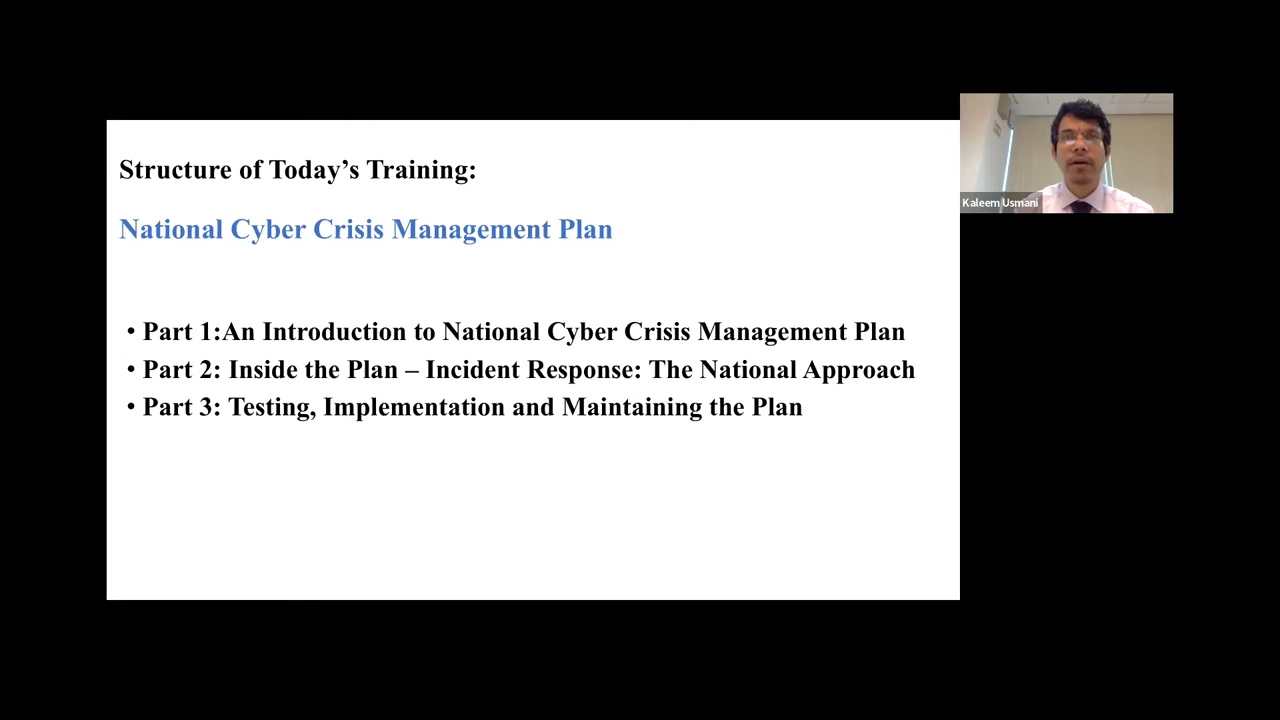 Structure of Today’s Training:
National Cyber Crisis Management Plan
• Part 1:An Introduction to National Cyber Crisis Management Plan
• Part 2: Inside the Plan – Incident Response: The National Approach
• Part 3: Testing, Implementation and Maintaining the Plan
Kaleem Usmani